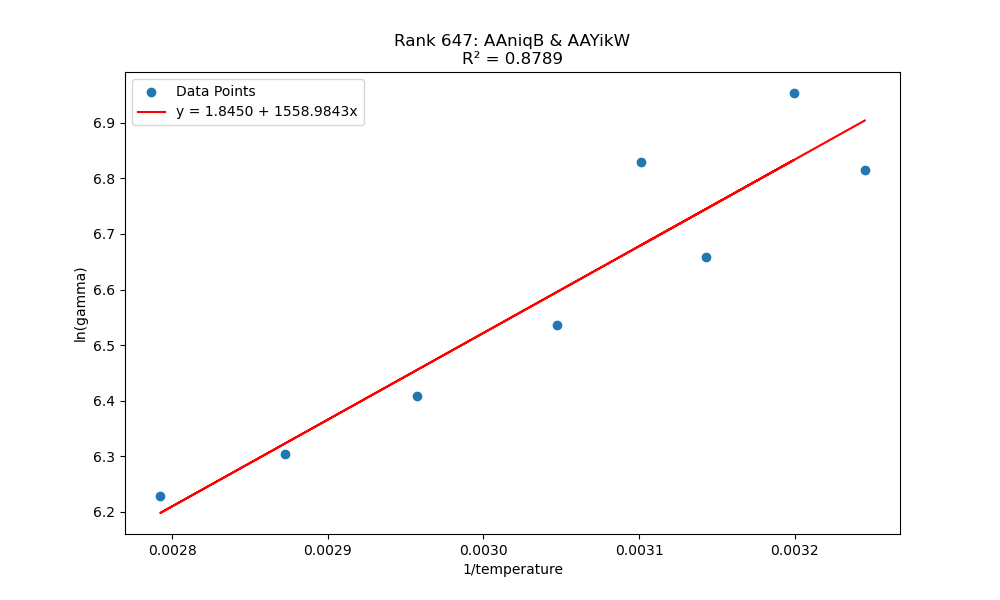 Rank 647: AAniqB & AAYikW
R² = 0.8789
Data Points
y = 1.8450 + 1558.9843x
ln(gamma)
6.9
6.8
6.7
6.6
6.5
6.4
6.3
6.2
0.0028 0.0029 0.0030 0.0031 0.0032
1/temperature